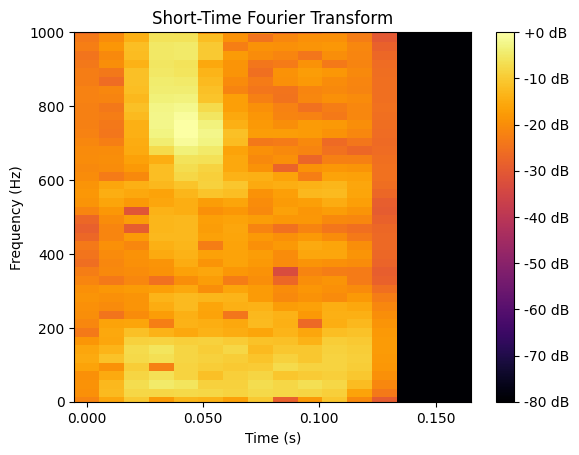 Short-Time Fourier Transform
1000
800
600
400
200
0
Frequency (Hz)
0.000
0.050
0.100
0.150
Time (s)
+0 dB
-10 dB
-20 dB
-30 dB
-40 dB
-50 dB
-60 dB
-70 dB
-80 dB